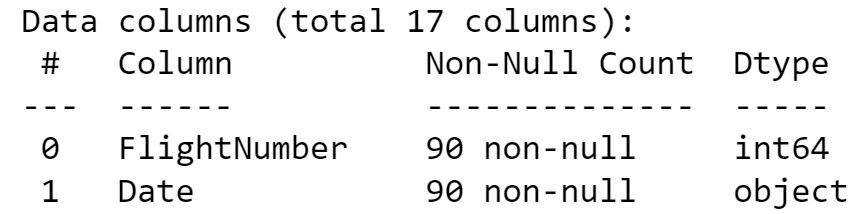 Data columns (total 17 columns):
# Column Non-Null Count Dtype
--- ------ -------------- -----
0 FlightNumber 90 non-null int64
1 Date 90 non-null object